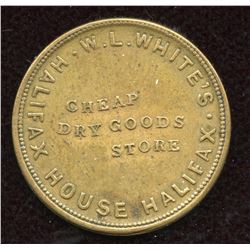 · W. L. WHITE'S · HALIFAX HOUSE HALIFAX
CHEAP
DRY GOODS
STORE